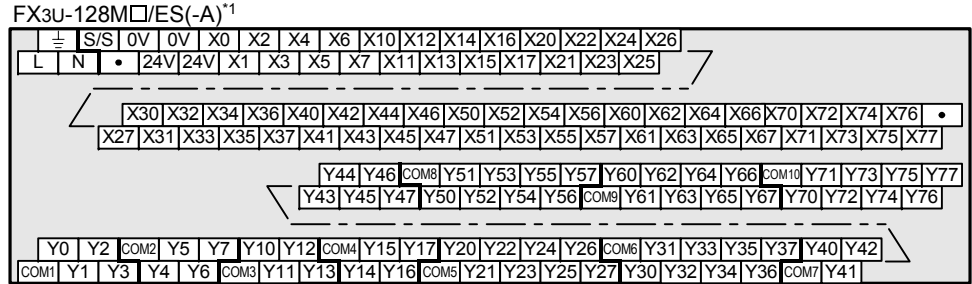 FX3U-128M□/ES(-A)*1
⏚ S/S 0V 0V X0 X2 X4 X6 X10 X12 X14 X16 X20 X22 X24 X26
L N • 24V 24V X1 X3 X5 X7 X11 X13 X15 X17 X21 X23 X25
X30 X32 X34 X36 X40 X42 X44 X46 X50 X52 X54 X56 X60 X62 X64 X66 X70 X72 X74 X76 •
X27 X31 X33 X35 X37 X41 X43 X45 X47 X51 X53 X55 X57 X61 X63 X65 X67 X71 X73 X75 X77
Y44 Y46 COM8 Y51 Y53 Y55 Y57 Y60 Y62 Y64 Y66 COM10 Y71 Y73 Y75 Y77
Y43 Y45 Y47 Y50 Y52 Y54 Y56 COM9 Y61 Y63 Y65 Y67 Y70 Y72 Y74 Y76
Y0 Y2 COM2 Y5 Y7 Y10 Y12 COM4 Y15 Y17 Y20 Y22 Y24 Y26 COM6 Y31 Y33 Y35 Y37 Y40 Y42
COM1 Y1 Y3 Y4 Y6 COM3 Y11 Y13 Y14 Y16 COM5 Y21 Y23 Y25 Y27 Y30 Y32 Y34 Y36 COM7 Y41